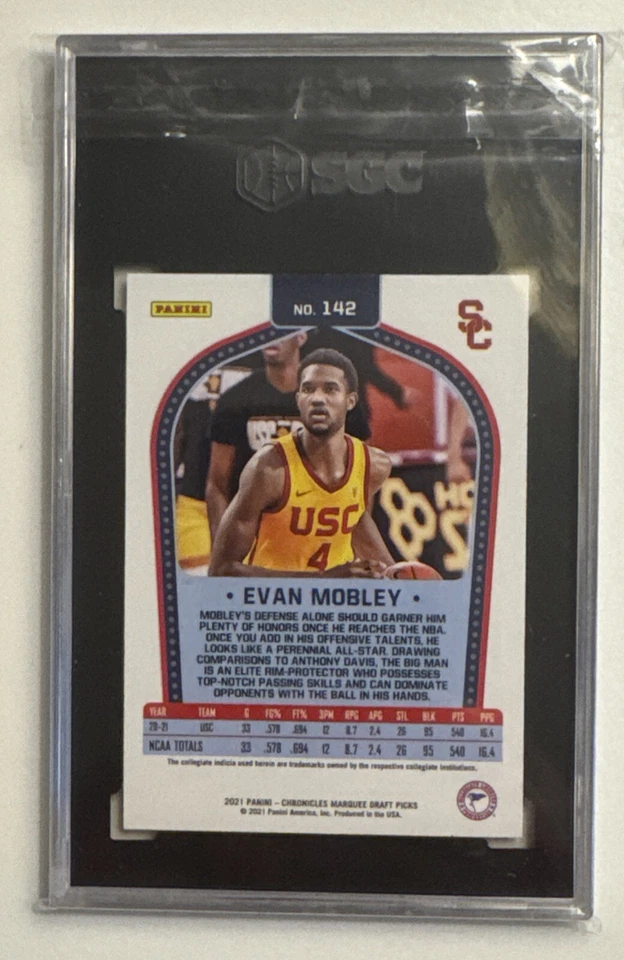 SGC
PANINI
NO. 142
SC
USC
4
• EVAN MOBLEY •
MOBLEY'S DEFENSE ALONE SHOULD GARNER HIM
PLENTY OF HONORS ONCE HE REACHES THE NBA.
ONCE YOU ADD IN HIS OFFENSIVE TALENTS, HE
LOOKS LIKE A PERENNIAL ALL-STAR. DRAWING
COMPARISONS TO ANTHONY DAVIS, THE BIG MAN
IS AN ELITE RIM-PROTECTOR WHO POSSESSES
TOP-NOTCH PASSING SKILLS AND CAN DOMINATE
OPPONENTS WITH THE BALL IN HIS HANDS.
YEAR TEAM G FG% FT% 3PM RPG APG STL BLK PTS PPG
20-21 USC 33 .578 .694 12 8.7 2.4 26 95 540 16.4
NCAA TOTALS 33 .578 .694 12 8.7 2.4 26 95 540 16.4
The collegiate indicia used herein are trademarks owned by the respective collegiate institutions.
2021 PANINI – CHRONICLES MARQUEE DRAFT PICKS
© 2021 Panini America, Inc. Produced in the USA.